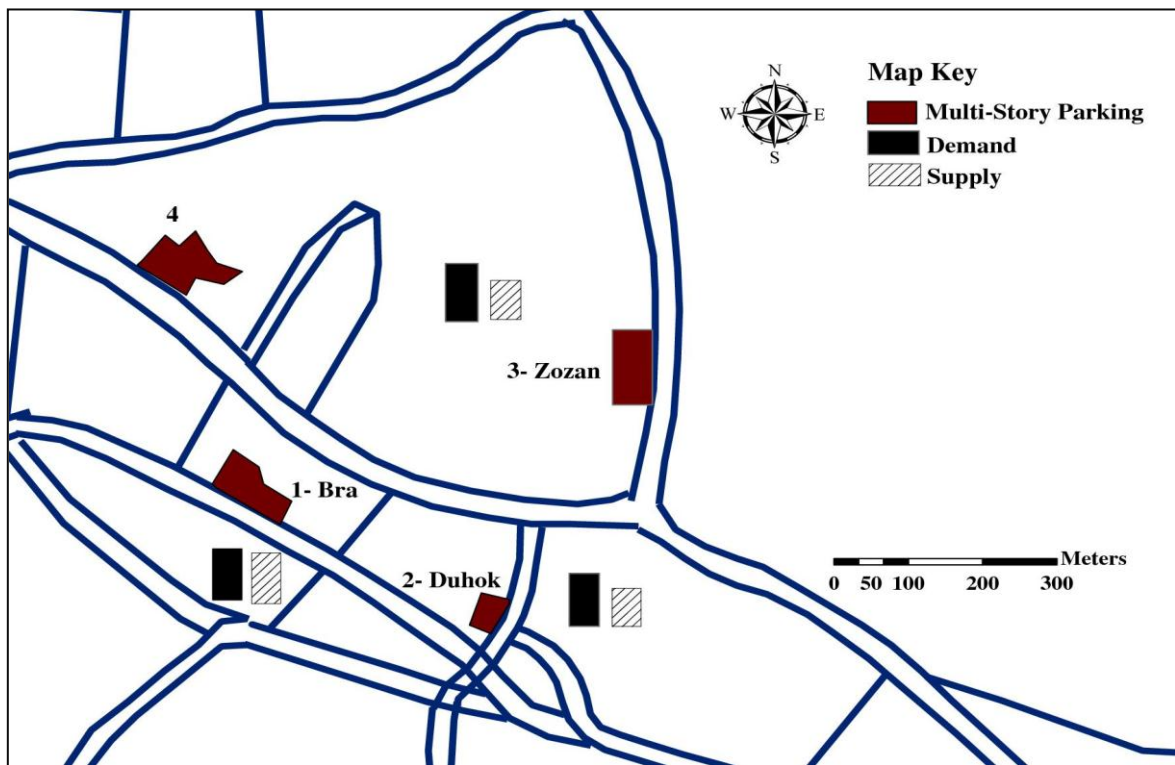 N
W E
S
Map Key
Multi-Story Parking
Demand
Supply
4
3- Zozan
1- Bra
2- Duhok
Meters
0 50 100 200 300